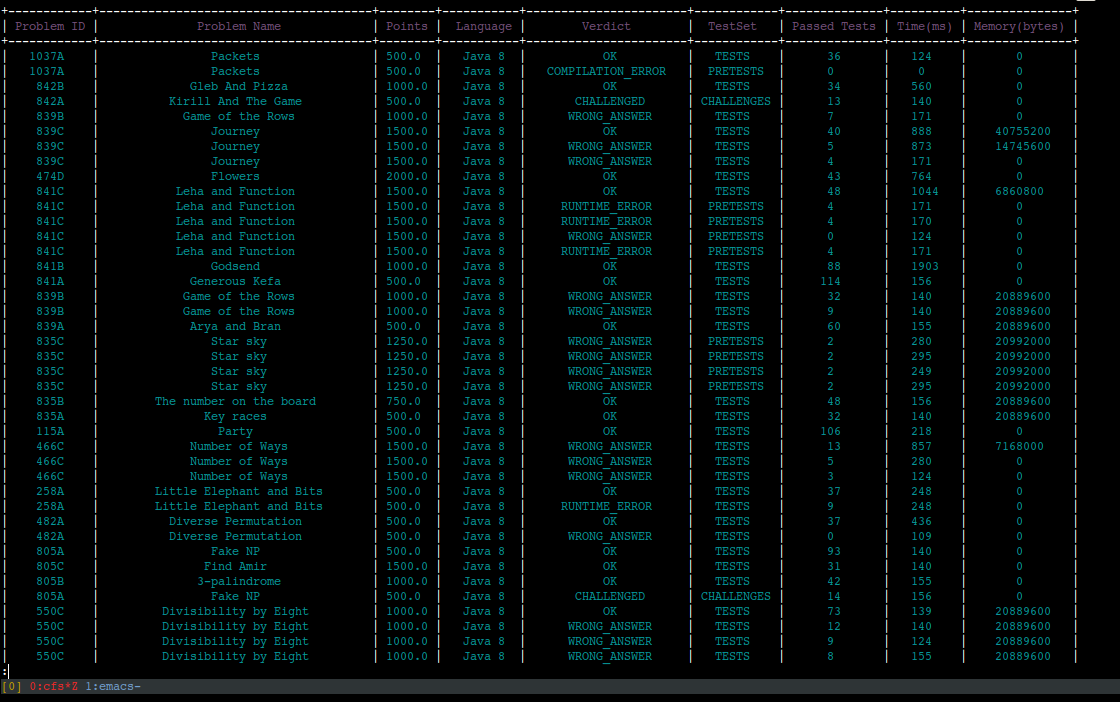 Problem ID | Problem Name | Points | Language | Verdict | TestSet | Passed Tests | Time(ms) | Memory(bytes) |
| 1037A | Packets | 500.0 | Java 8 | OK | TESTS | 36 | 124 | 0 |
| 1037A | Packets | 500.0 | Java 8 | COMPILATION_ERROR | PRETESTS | 0 | 0 | 0 |
| 842B | Gleb And Pizza | 1000.0 | Java 8 | OK | TESTS | 34 | 560 | 0 |
| 842A | Kirill And The Game | 500.0 | Java 8 | CHALLENGED | CHALLENGES | 13 | 140 | 0 |
| 839B | Game of the Rows | 1000.0 | Java 8 | WRONG_ANSWER | TESTS | 7 | 171 | 0 |
| 839C | Journey | 1500.0 | Java 8 | OK | TESTS | 40 | 888 | 40755200 |
| 839C | Journey | 1500.0 | Java 8 | WRONG_ANSWER | TESTS | 5 | 873 | 14745600 |
| 839C | Journey | 1500.0 | Java 8 | WRONG_ANSWER | TESTS | 4 | 171 | 0 |
| 474D | Flowers | 2000.0 | Java 8 | OK | TESTS | 43 | 764 | 0 |
| 841C | Leha and Function | 1500.0 | Java 8 | OK | TESTS | 48 | 1044 | 6860800 |
| 841C | Leha and Function | 1500.0 | Java 8 | RUNTIME_ERROR | PRETESTS | 4 | 171 | 0 |
| 841C | Leha and Function | 1500.0 | Java 8 | RUNTIME_ERROR | PRETESTS | 4 | 170 | 0 |
| 841C | Leha and Function | 1500.0 | Java 8 | WRONG_ANSWER | PRETESTS | 0 | 124 | 0 |
| 841C | Leha and Function | 1500.0 | Java 8 | RUNTIME_ERROR | PRETESTS | 4 | 171 | 0 |
| 841B | Godsend | 1000.0 | Java 8 | OK | TESTS | 88 | 1903 | 0 |
| 841A | Generous Kefa | 500.0 | Java 8 | OK | TESTS | 114 | 156 | 0 |
| 839B | Game of the Rows | 1000.0 | Java 8 | WRONG_ANSWER | TESTS | 32 | 140 | 20889600 |
| 839B | Game of the Rows | 1000.0 | Java 8 | WRONG_ANSWER | TESTS | 9 | 140 | 20889600 |
| 839A | Arya and Bran | 500.0 | Java 8 | OK | TESTS | 60 | 155 | 20889600 |
| 835C | Star sky | 1250.0 | Java 8 | WRONG_ANSWER | PRETESTS | 2 | 280 | 20992000 |
| 835C | Star sky | 1250.0 | Java 8 | WRONG_ANSWER | PRETESTS | 2 | 295 | 20992000 |
| 835C | Star sky | 1250.0 | Java 8 | WRONG_ANSWER | PRETESTS | 2 | 249 | 20992000 |
| 835C | Star sky | 1250.0 | Java 8 | WRONG_ANSWER | PRETESTS | 2 | 295 | 20992000 |
| 835B | The number on the board | 750.0 | Java 8 | OK | TESTS | 48 | 156 | 20889600 |
| 835A | Key races | 500.0 | Java 8 | OK | TESTS | 32 | 140 | 20889600 |
| 115A | Party | 500.0 | Java 8 | OK | TESTS | 106 | 218 | 0 |
| 466C | Number of Ways | 1500.0 | Java 8 | WRONG_ANSWER | TESTS | 13 | 857 | 7168000 |
| 466C | Number of Ways | 1500.0 | Java 8 | WRONG_ANSWER | TESTS | 5 | 280 | 0 |
| 466C | Number of Ways | 1500.0 | Java 8 | WRONG_ANSWER | TESTS | 3 | 124 | 0 |
| 258A | Little Elephant and Bits | 500.0 | Java 8 | OK | TESTS | 37 | 248 | 0 |
| 258A | Little Elephant and Bits | 500.0 | Java 8 | RUNTIME_ERROR | TESTS | 9 | 248 | 0 |
| 482A | Diverse Permutation | 500.0 | Java 8 | OK | TESTS | 37 | 436 | 0 |
| 482A | Diverse Permutation | 500.0 | Java 8 | WRONG_ANSWER | TESTS | 0 | 109 | 0 |
| 805A | Fake NP | 500.0 | Java 8 | OK | TESTS | 93 | 140 | 0 |
| 805C | Find Amir | 1500.0 | Java 8 | OK | TESTS | 31 | 140 | 0 |
| 805B | 3-palindrome | 1000.0 | Java 8 | OK | TESTS | 42 | 155 | 0 |
| 805A | Fake NP | 500.0 | Java 8 | CHALLENGED | CHALLENGES | 14 | 156 | 0 |
| 550C | Divisibility by Eight | 1000.0 | Java 8 | OK | TESTS | 73 | 139 | 20889600 |
| 550C | Divisibility by Eight | 1000.0 | Java 8 | WRONG_ANSWER | TESTS | 12 | 140 | 20889600 |
| 550C | Divisibility by Eight | 1000.0 | Java 8 | WRONG_ANSWER | TESTS | 9 | 124 | 20889600 |
| 550C | Divisibility by Eight | 1000.0 | Java 8 | WRONG_ANSWER | TESTS | 8 | 155 | 20889600 |
:
[0] 0:cfs*Z 1:emacs-